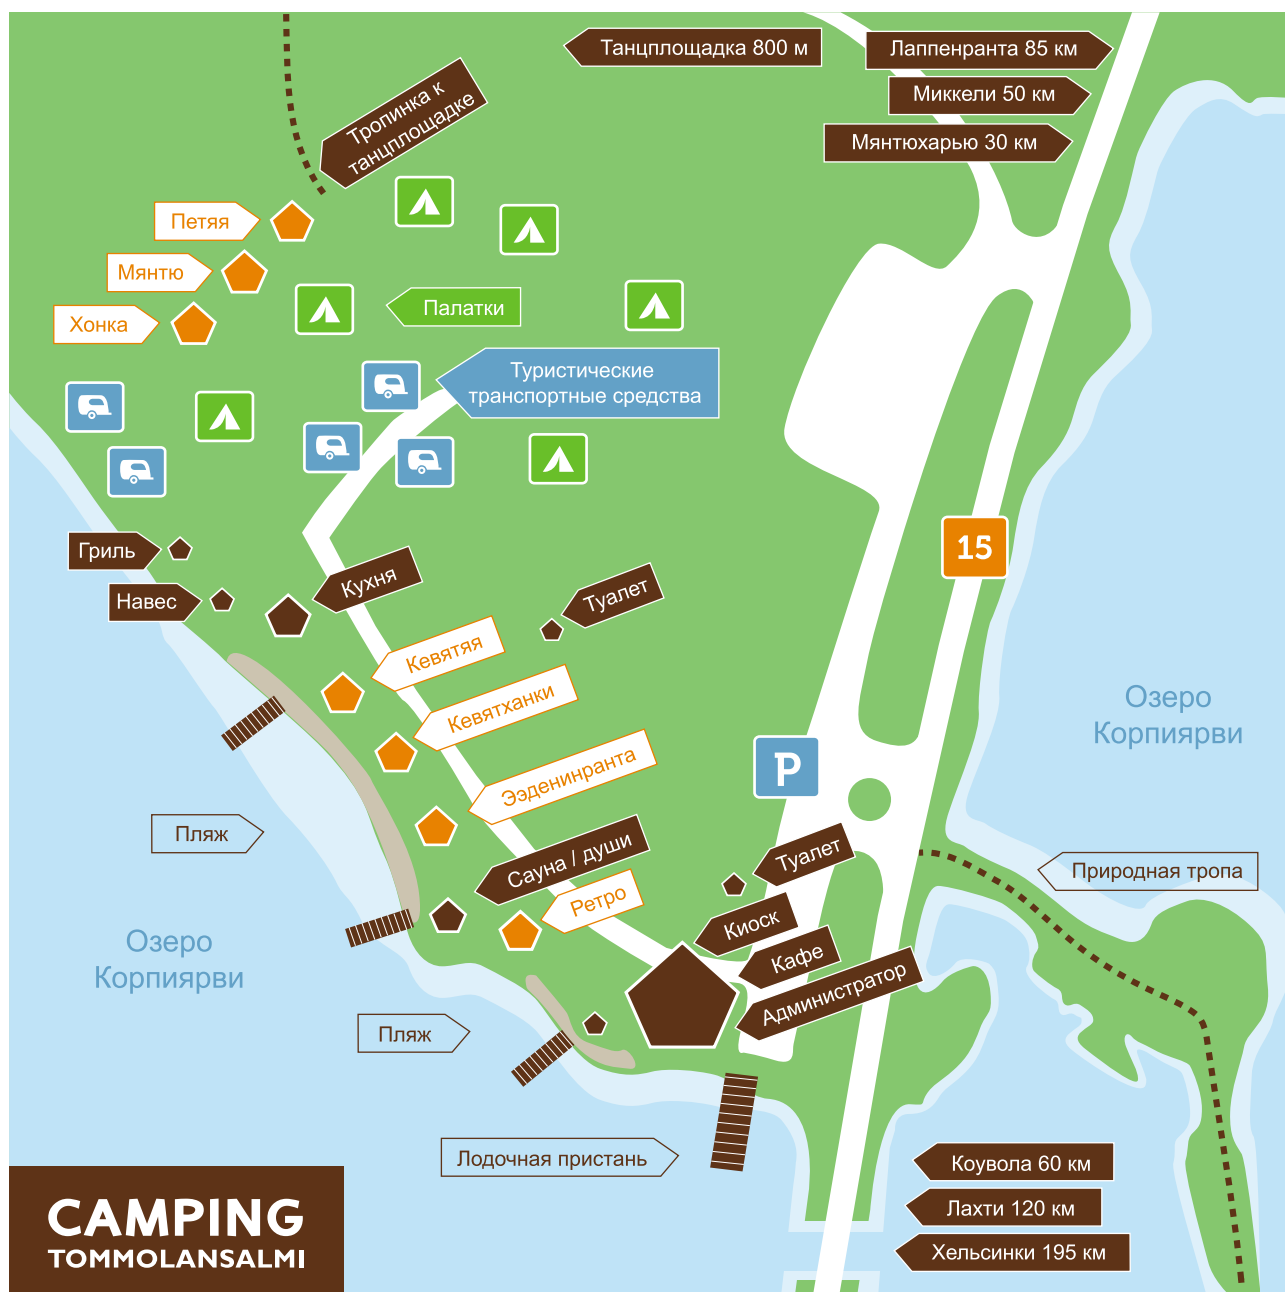 Танцплощадка 800 м
Лаппенранта 85 км
Миккели 50 км
Мянтюхарью 30 км
Тропинка к
танцплощадке
Петяя
Мянтю
Хонка
Палатки
Туристические
транспортные средства
Гриль
Навес
Кухня
Туалет
15
Кевятяя
Кевятханки
Ээденинранта
Озеро
Корпиярви
P
Пляж
Сауна / души
Туалет
Природная тропа
Ретро
Киоск
Кафе
Администратор
Озеро
Корпиярви
Пляж
Лодочная пристань
Коувола 60 км
Лахти 120 км
Хельсинки 195 км
CAMPING
TOMMOLANSALMI